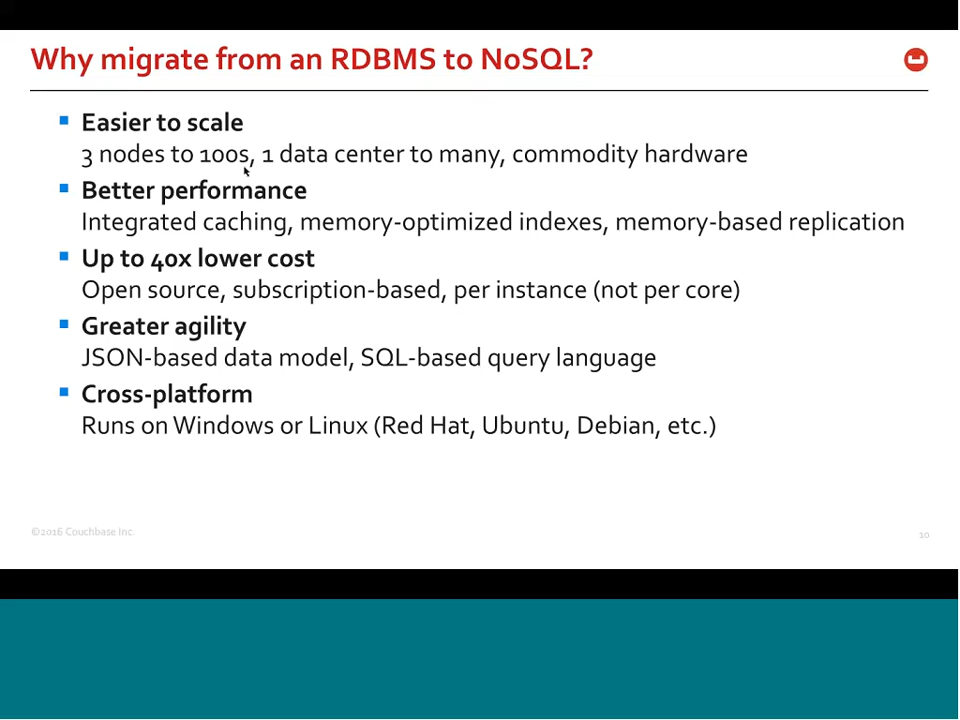 Why migrate from an RDBMS to NoSQL?
Easier to scale
3 nodes to 100s, 1 data center to many, commodity hardware
Better performance
Integrated caching, memory-optimized indexes, memory-based replication
Up to 40x lower cost
Open source, subscription-based, per instance (not per core)
Greater agility
JSON-based data model, SQL-based query language
Cross-platform
Runs on Windows or Linux (Red Hat, Ubuntu, Debian, etc.)
©2016 Couchbase Inc.
10